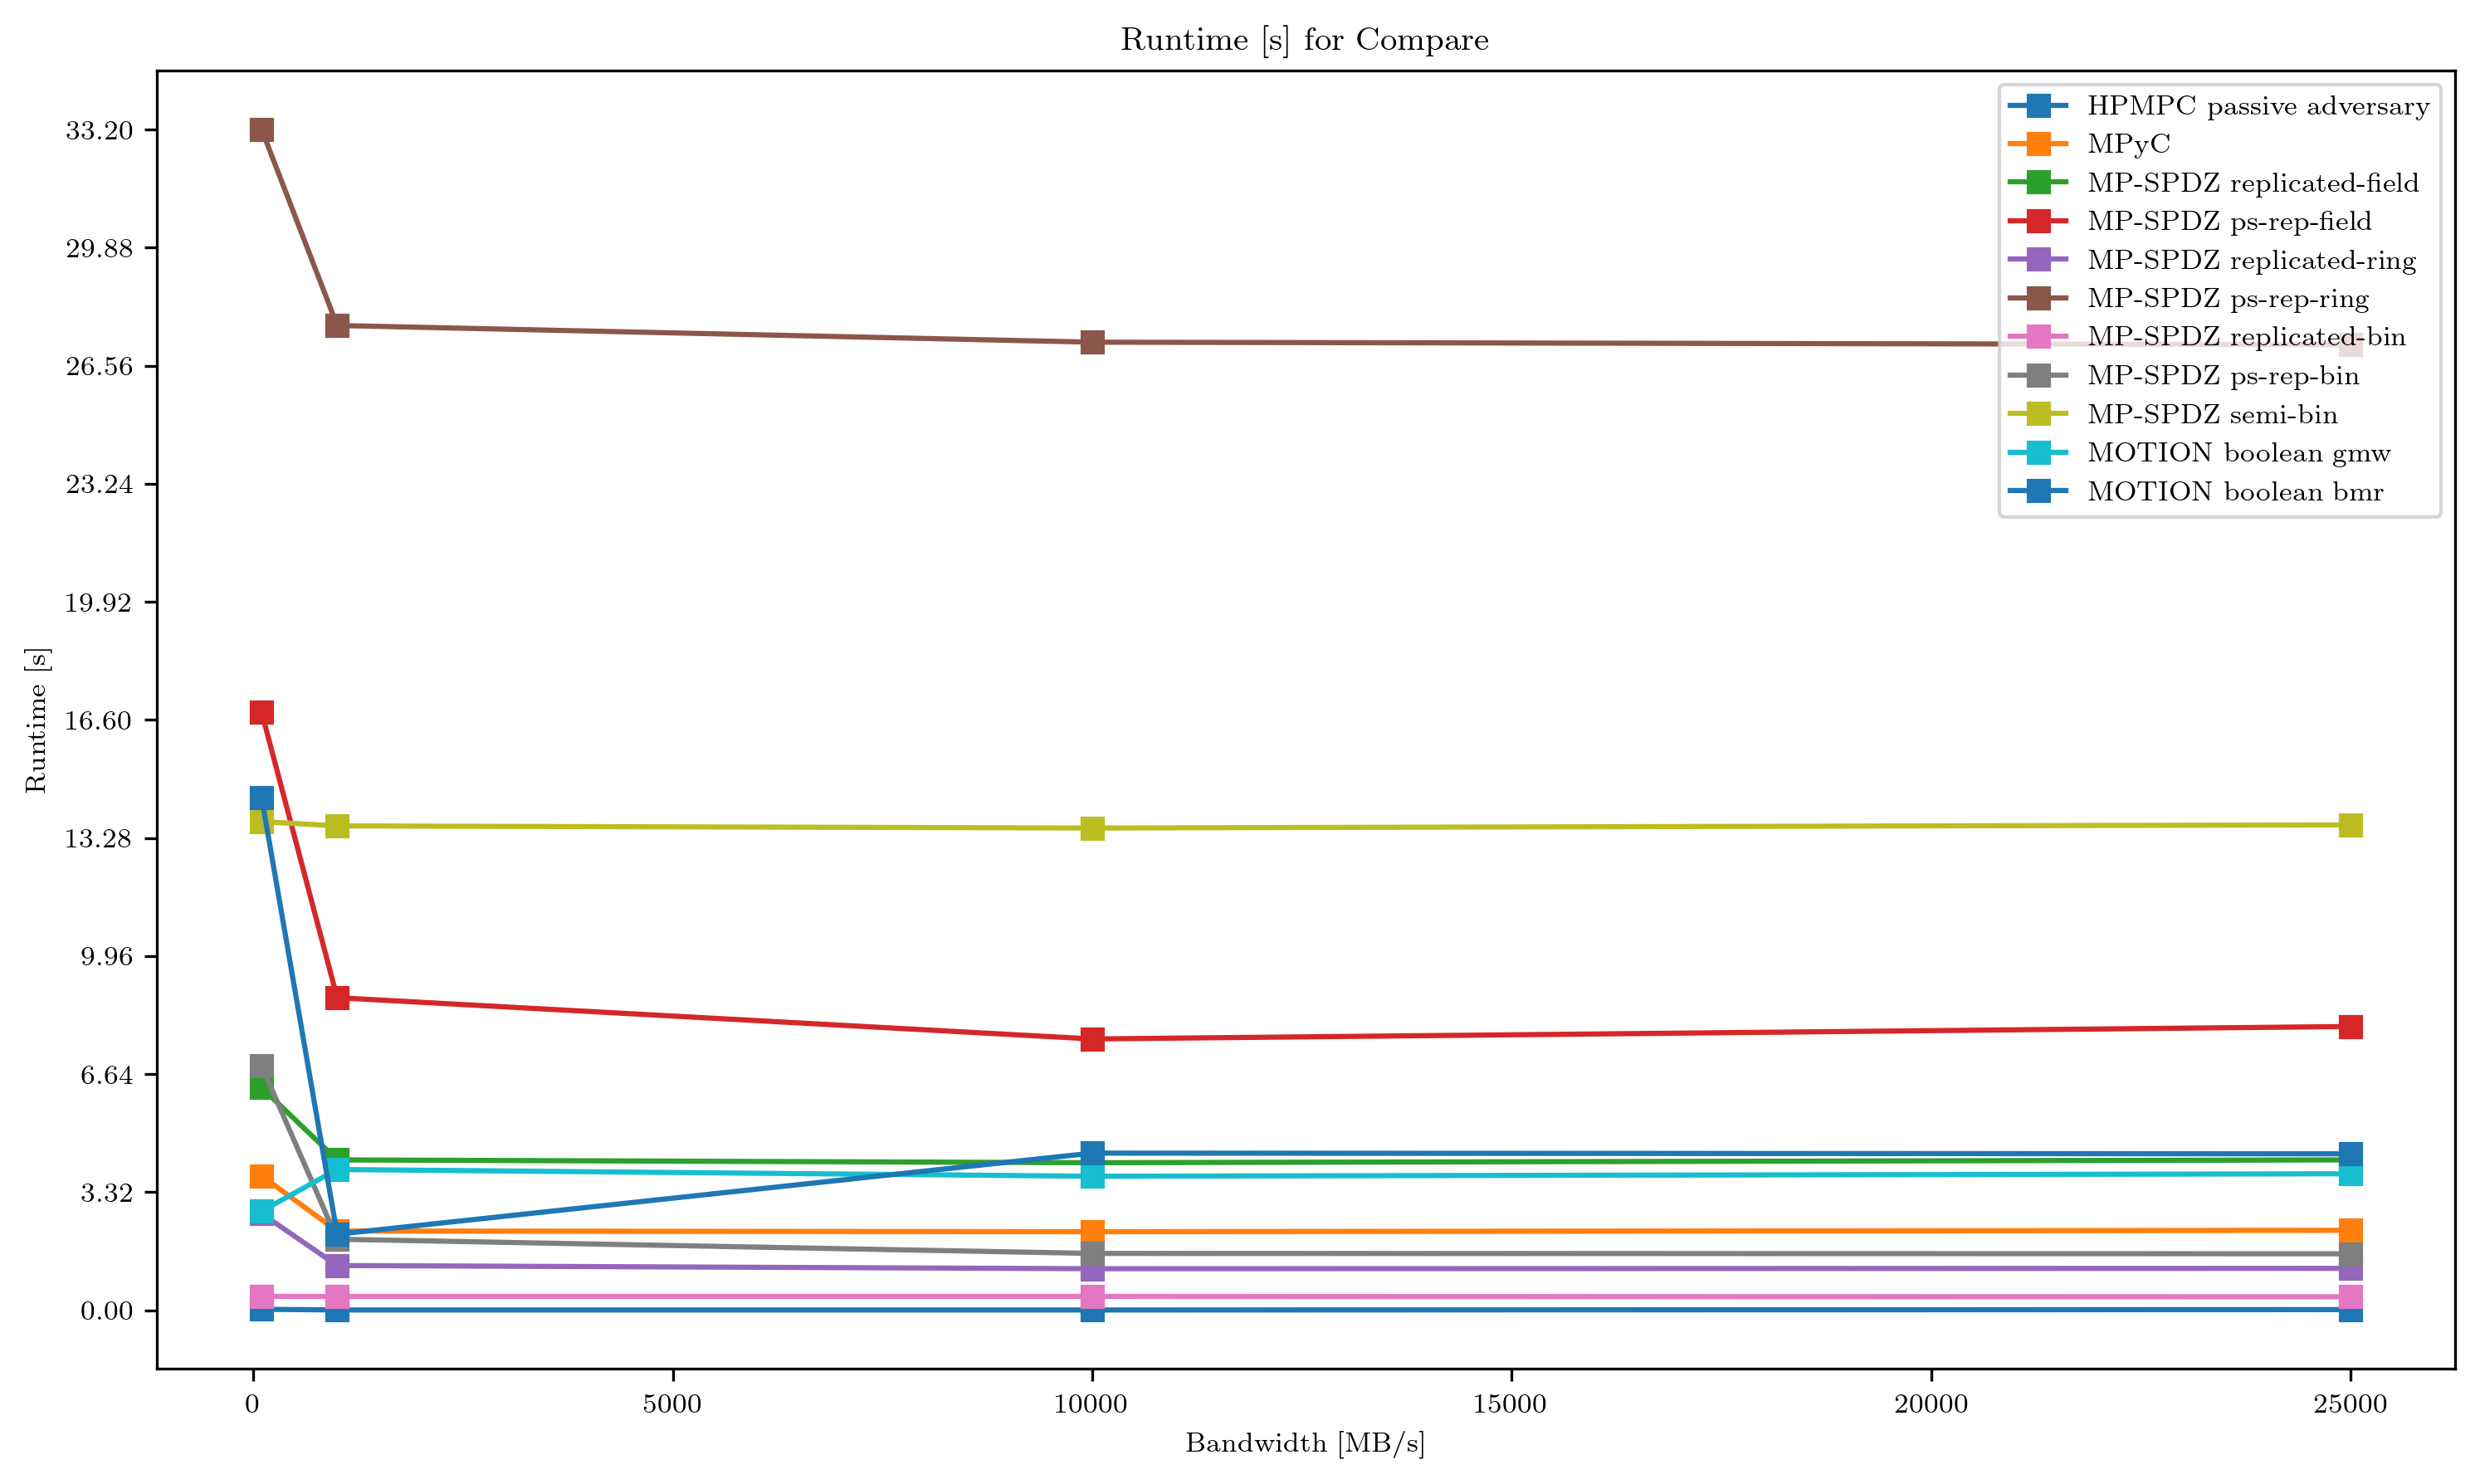 Runtime [s] for Compare
33.20
29.88
26.56
23.24
19.92
16.60
13.28
9.96
6.64
3.32
0.00
Runtime [s]
HPMPC passive adversary
MPyC
MP-SPDZ replicated-field
MP-SPDZ ps-rep-field
MP-SPDZ replicated-ring
MP-SPDZ ps-rep-ring
MP-SPDZ replicated-bin
MP-SPDZ ps-rep-bin
MP-SPDZ semi-bin
MOTION boolean gmw
MOTION boolean bmr
0 5000 10000 15000 20000 25000
Bandwidth [MB/s]